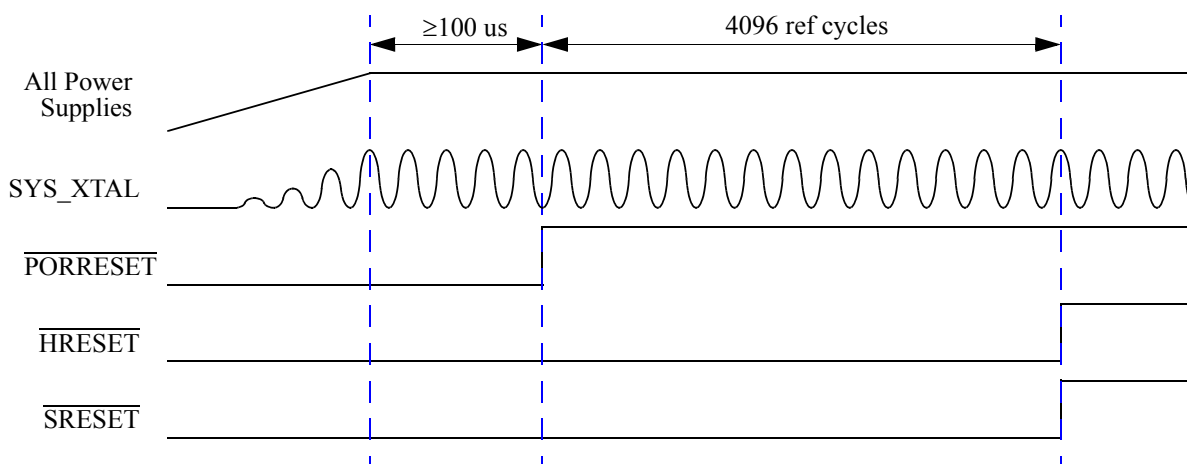 ≥100 us
4096 ref cycles
All Power
Supplies
SYS_XTAL
PORRESET
HRESET
SRESET